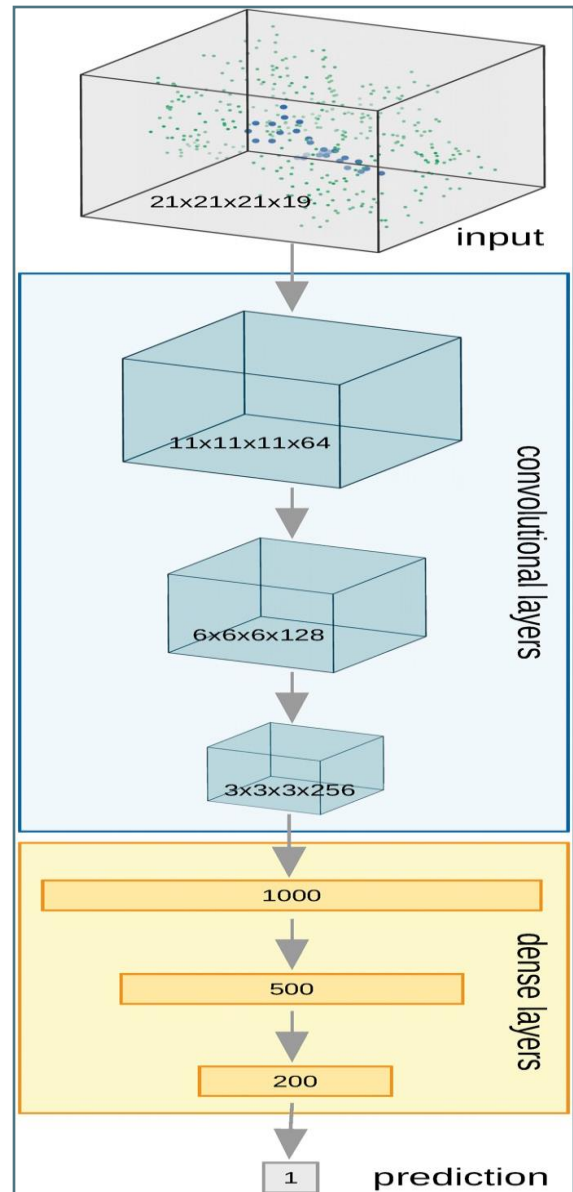 21x21x21x19
input
11x11x11x64
convolutional layers
6x6x6x128
3x3x3x256
1000
dense layers
500
200
1
prediction